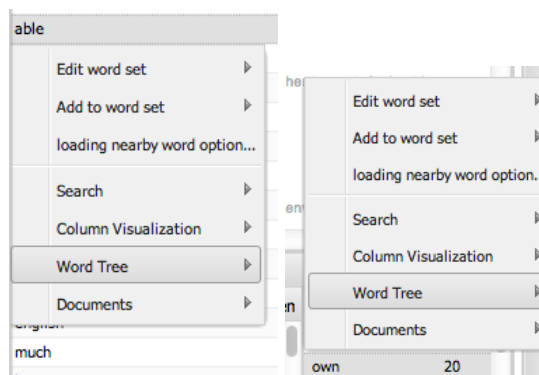 able
Edit word set
Add to word set
loading nearby word option...
Search
Column Visualization
Word Tree
Documents
english
much
Edit word set
Add to word set
loading nearby word option.
Search
Column Visualization
Word Tree
Documents
own 20